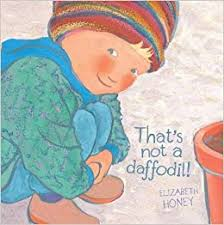 That's
not a
daffodil!
ELIZABETH
HONEY